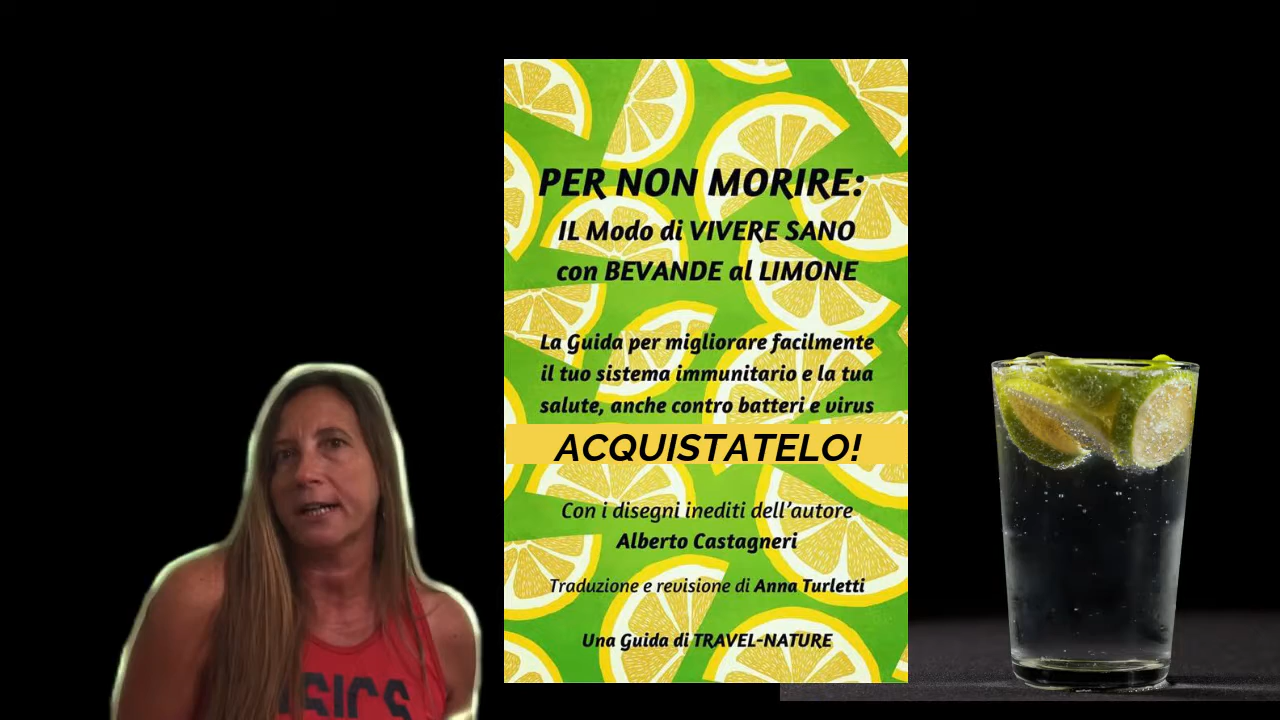 PER NON MORIRE:
IL Modo di VIVERE SANO
con BEVANDE al LIMONE
La Guida per migliorare facilmente
il tuo sistema immunitario e la tua
salute, anche contro batteri e virus
ACQUISTATELO!
Con i disegni inediti dell'autore
Alberto Castagneri
Traduzione e revisione di Anna Turletti
Una Guida di TRAVEL-NATURE